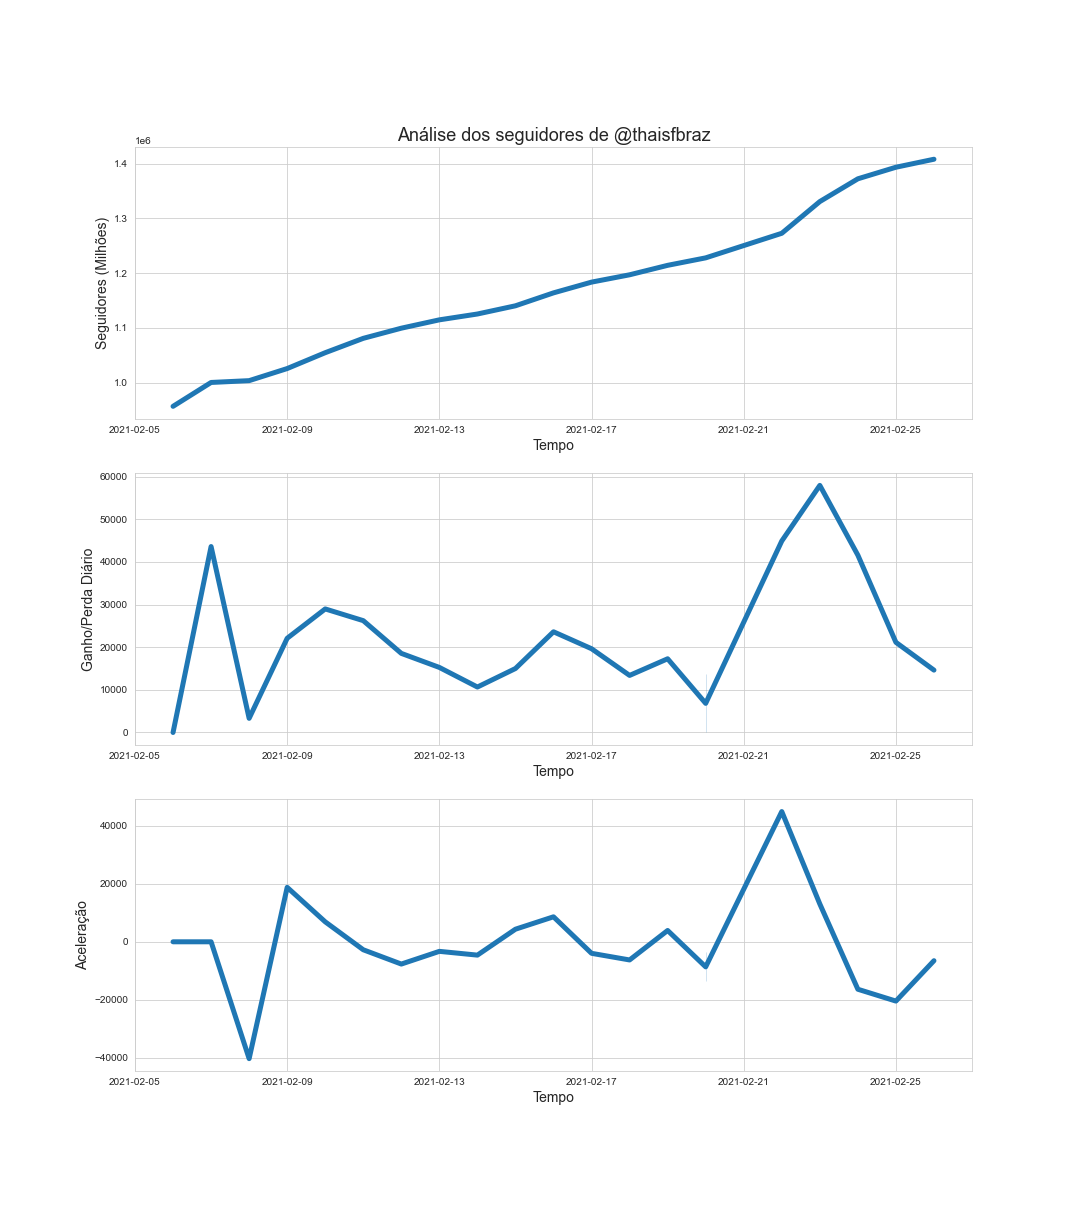 Análise dos seguidores de @thaisfbraz
1e6
1.4
1.3
1.2
1.1
1.0
Seguidores (Milhões)
2021-02-05 2021-02-09 2021-02-13 2021-02-17 2021-02-21 2021-02-25
Tempo
60000
50000
40000
30000
20000
10000
0
Ganho/Perda Diário
2021-02-05 2021-02-09 2021-02-13 2021-02-17 2021-02-21 2021-02-25
Tempo
40000
20000
0
−20000
−40000
Aceleração
2021-02-05 2021-02-09 2021-02-13 2021-02-17 2021-02-21 2021-02-25
Tempo